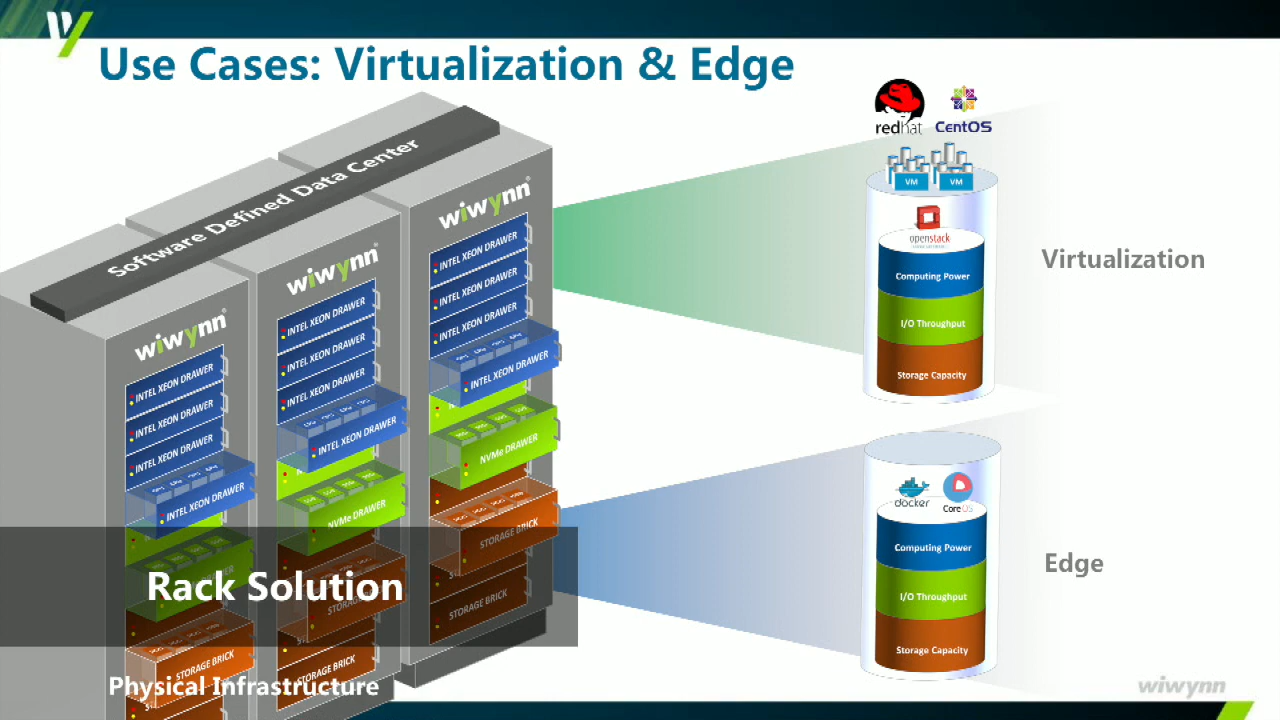 Use Cases: Virtualization & Edge
Software Defined Data Center
wiwynn
INTEL XEON DRAWER
INTEL XEON DRAWER
INTEL XEON DRAWER
INTEL XEON DRAWER
STORAGE BRICK
wiwynn
INTEL XEON DRAWER
INTEL XEON DRAWER
INTEL XEON DRAWER
INTEL XEON DRAWER
NVMe DRAWER
STORAGE BRICK
wiwynn
INTEL XEON DRAWER
INTEL XEON DRAWER
INTEL XEON DRAWER
INTEL XEON DRAWER
NVMe DRAWER
STORAGE BRICK
STORAGE BRICK
Rack Solution
Physical Infrastructure
redhat
CentOS
VM VM
openstack
Computing Power
I/O Throughput
Storage Capacity
Virtualization
docker
CoreOS
Computing Power
I/O Throughput
Storage Capacity
Edge
wiwynn